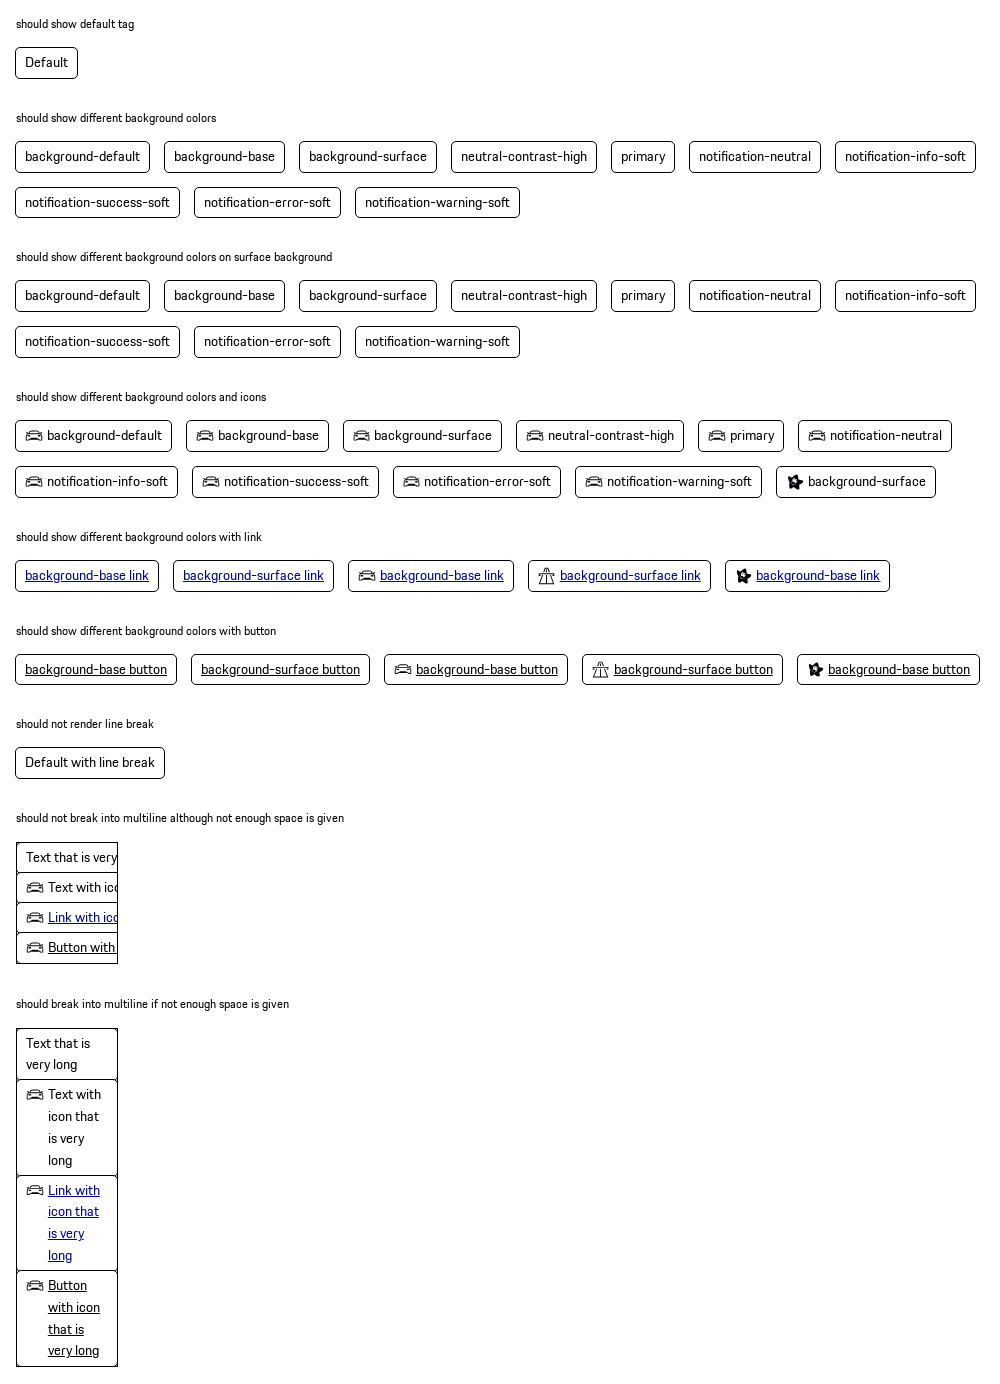 should show default tag
Default
should show different background colors
background-default background-base background-surface neutral-contrast-high primary notification-neutral notification-info-soft
notification-success-soft notification-error-soft notification-warning-soft
should show different background colors on surface background
background-default background-base background-surface neutral-contrast-high primary notification-neutral notification-info-soft
notification-success-soft notification-error-soft notification-warning-soft
should show different background colors and icons
background-default background-base background-surface neutral-contrast-high primary notification-neutral
notification-info-soft notification-success-soft notification-error-soft notification-warning-soft background-surface
should show different background colors with link
background-base link background-surface link background-base link background-surface link background-base link
should show different background colors with button
background-base button background-surface button background-base button background-surface button background-base button
should not render line break
Default with line break
should not break into multiline although not enough space is given
Text that is very
Text with ico
Link with ico
Button with
should break into multiline if not enough space is given
Text that is
very long
Text with
icon that
is very
long
Link with
icon that
is very
long
Button
with icon
that is
very long